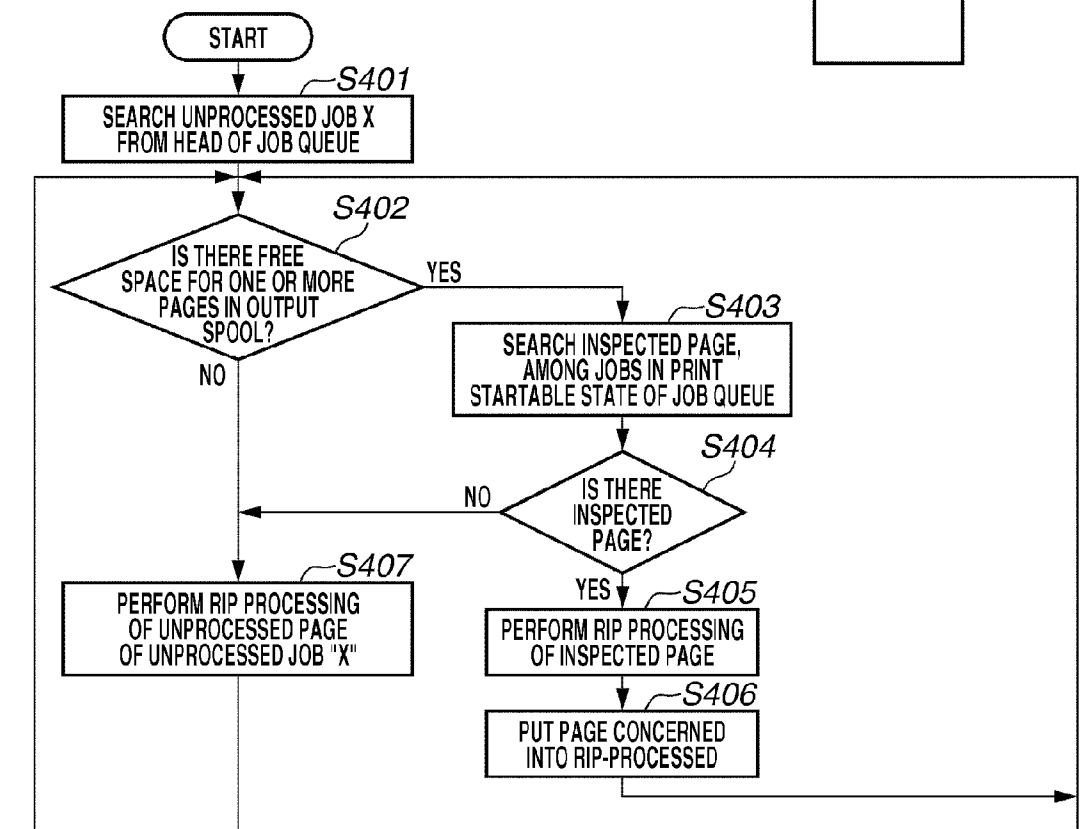 START
S401
SEARCH UNPROCESSED JOB X
FROM HEAD OF JOB QUEUE
S402
IS THERE FREE
SPACE FOR ONE OR MORE
PAGES IN OUTPUT
SPOOL?
YES
NO
S403
SEARCH INSPECTED PAGE,
AMONG JOBS IN PRINT
STARTABLE STATE OF JOB QUEUE
S404
IS THERE
INSPECTED
PAGE?
NO
YES
S407
PERFORM RIP PROCESSING
OF UNPROCESSED PAGE
OF UNPROCESSED JOB "X"
S405
PERFORM RIP PROCESSING
OF INSPECTED PAGE
S406
PUT PAGE CONCERNED
INTO RIP-PROCESSED